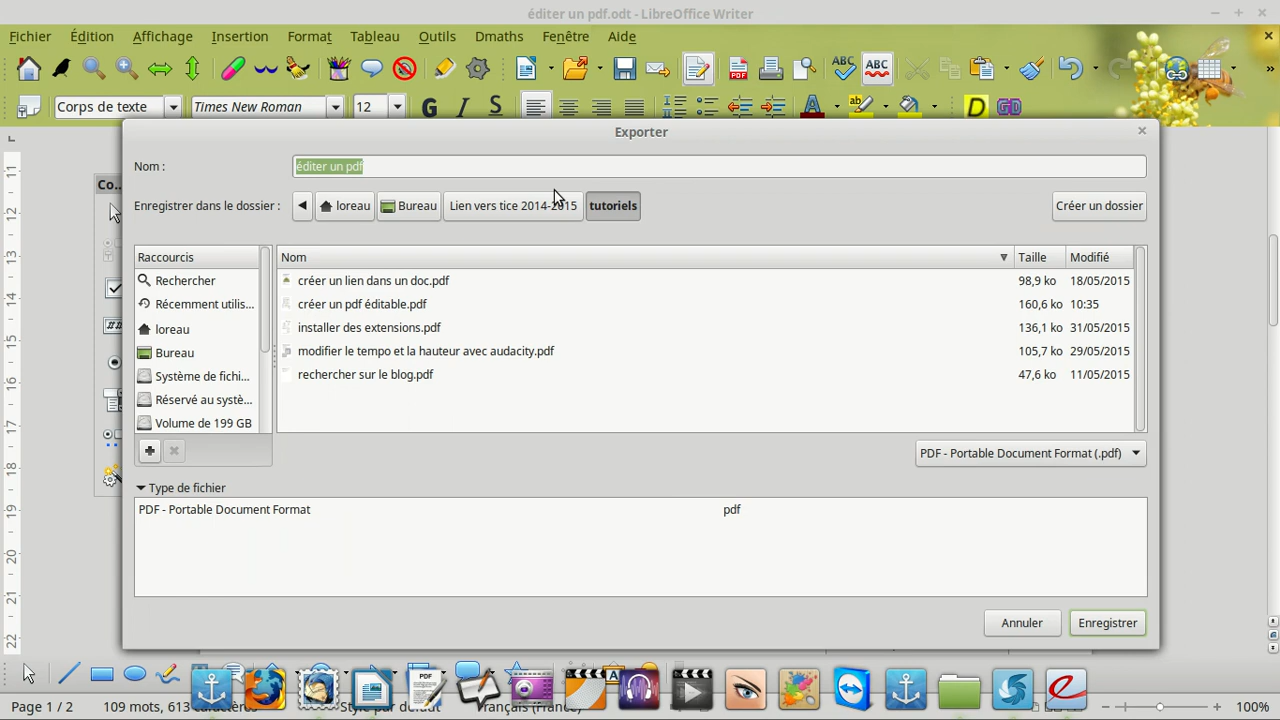 éditer un pdf.odt - LibreOffice Writer
Fichier Édition Affichage Insertion Format Tableau Outils Dmaths Fenêtre Aide
Corps de texte Times New Roman 12
Exporter
Nom : éditer un pdf
Enregistrer dans le dossier : loreau Bureau Lien vers tice 2014-2015 tutoriels Créer un dossier
Co...
Raccourcis Nom Taille Modifié
Rechercher créer un lien dans un doc.pdf 98,9 ko 18/05/2015
Récemment utilis... créer un pdf éditable.pdf 160,6 ko 10:35
loreau installer des extensions.pdf 136,1 ko 31/05/2015
Bureau modifier le tempo et la hauteur avec audacity.pdf 105,7 ko 29/05/2015
Système de fichi... rechercher sur le blog.pdf 47,6 ko 11/05/2015
Réservé au systè...
Volume de 199 GB
PDF - Portable Document Format (.pdf)
Type de fichier
PDF - Portable Document Format pdf
Annuler Enregistrer
Page 1 / 2 109 mots, 613 caractères Style par défaut Français (France) 100%